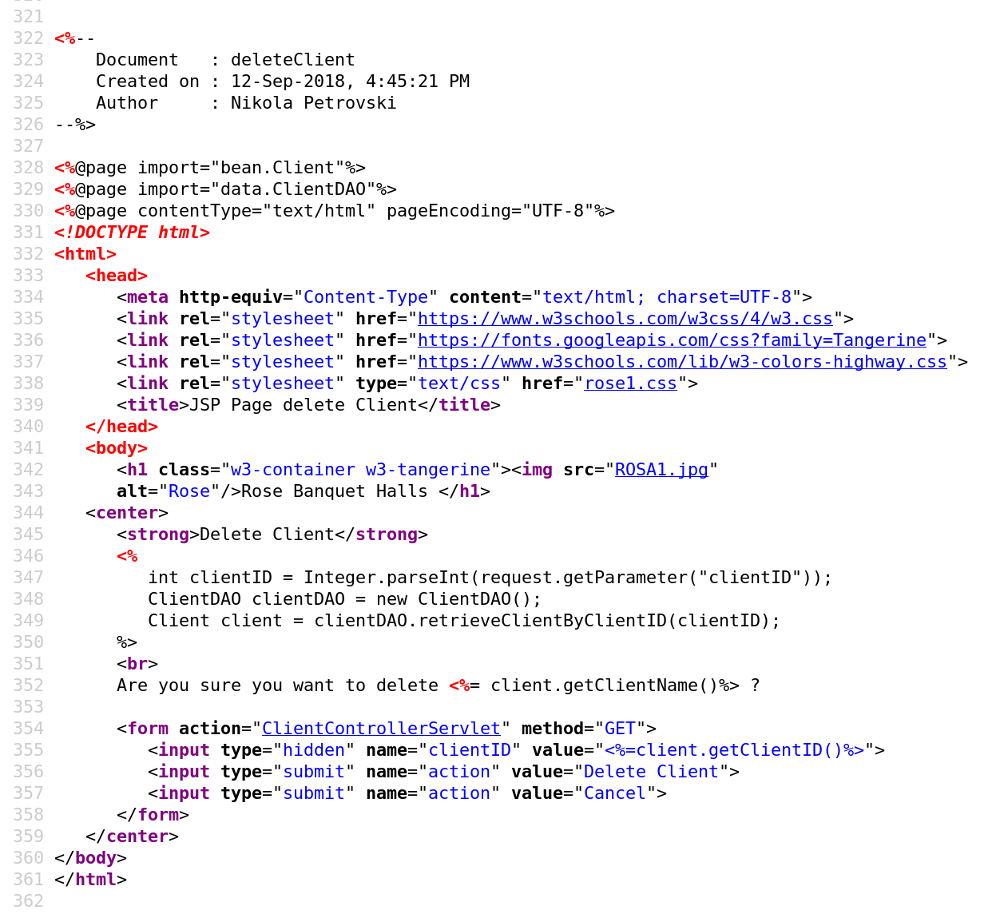 320
321
322 <%--
323     Document   : deleteClient
324     Created on : 12-Sep-2018, 4:45:21 PM
325     Author     : Nikola Petrovski
326 --%>
327
328 <%@page import="bean.Client"%>
329 <%@page import="data.ClientDAO"%>
330 <%@page contentType="text/html" pageEncoding="UTF-8"%>
331 <!DOCTYPE html>
332 <html>
333    <head>
334       <meta http-equiv="Content-Type" content="text/html; charset=UTF-8">
335       <link rel="stylesheet" href="https://www.w3schools.com/w3css/4/w3.css">
336       <link rel="stylesheet" href="https://fonts.googleapis.com/css?family=Tangerine">
337       <link rel="stylesheet" href="https://www.w3schools.com/lib/w3-colors-highway.css">
338       <link rel="stylesheet" type="text/css" href="rose1.css">
339       <title>JSP Page delete Client</title>
340    </head>
341    <body>
342       <h1 class="w3-container w3-tangerine"><img src="ROSA1.jpg"
343       alt="Rose"/>Rose Banquet Halls </h1>
344    <center>
345       <strong>Delete Client</strong>
346       <%
347          int clientID = Integer.parseInt(request.getParameter("clientID"));
348          ClientDAO clientDAO = new ClientDAO();
349          Client client = clientDAO.retrieveClientByClientID(clientID);
350       %>
351       <br>
352       Are you sure you want to delete <%= client.getClientName()%> ?
353
354       <form action="ClientControllerServlet" method="GET">
355          <input type="hidden" name="clientID" value="<%=client.getClientID()%>">
356          <input type="submit" name="action" value="Delete Client">
357          <input type="submit" name="action" value="Cancel">
358       </form>
359    </center>
360 </body>
361 </html>
362